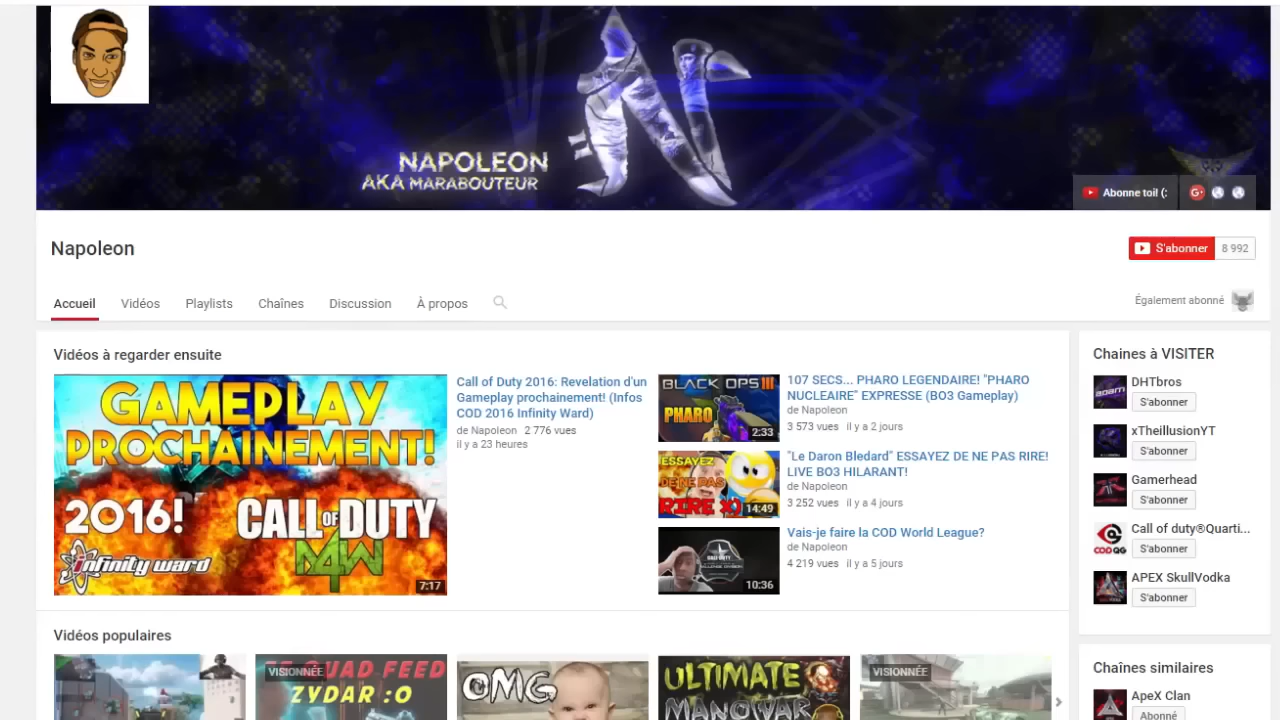 NAPOLEON
AKA MARABOUTEUR
Abonne toi! (:
G+
Napoleon
S'abonner 8 992
Accueil Vidéos Playlists Chaînes Discussion À propos
Également abonné
Vidéos à regarder ensuite
GAMEPLAY
PROCHAINEMENT!
2016! CALL OF DUTY
M4W
infinity ward
7:17
Call of Duty 2016: Revelation d'un
Gameplay prochainement! (Infos
COD 2016 Infinity Ward)
de Napoleon 2 776 vues
il y a 23 heures
BLACK OPS III
PHARO
2:33
107 SECS... PHARO LEGENDAIRE! "PHARO
NUCLEAIRE" EXPRESSE (BO3 Gameplay)
de Napoleon
3 573 vues il y a 2 jours
ESSAYEZ
DE NE PAS
RIRE X)
14:49
"Le Daron Bledard" ESSAYEZ DE NE PAS RIRE!
LIVE BO3 HILARANT!
de Napoleon
3 252 vues il y a 4 jours
10:36
Vais-je faire la COD World League?
de Napoleon
4 219 vues il y a 5 jours
Vidéos populaires
VISIONNÉE
QUAD FEED
ZYDAR :O
OMG
ULTIMATE
MANOWAR
VISIONNÉE
Chaines à VISITER
DHTbros
S'abonner
xTheillusionYT
S'abonner
Gamerhead
S'abonner
COD QG
Call of duty®Quarti...
S'abonner
APEX SkullVodka
S'abonner
Chaînes similaires
ApeX Clan
Abonné